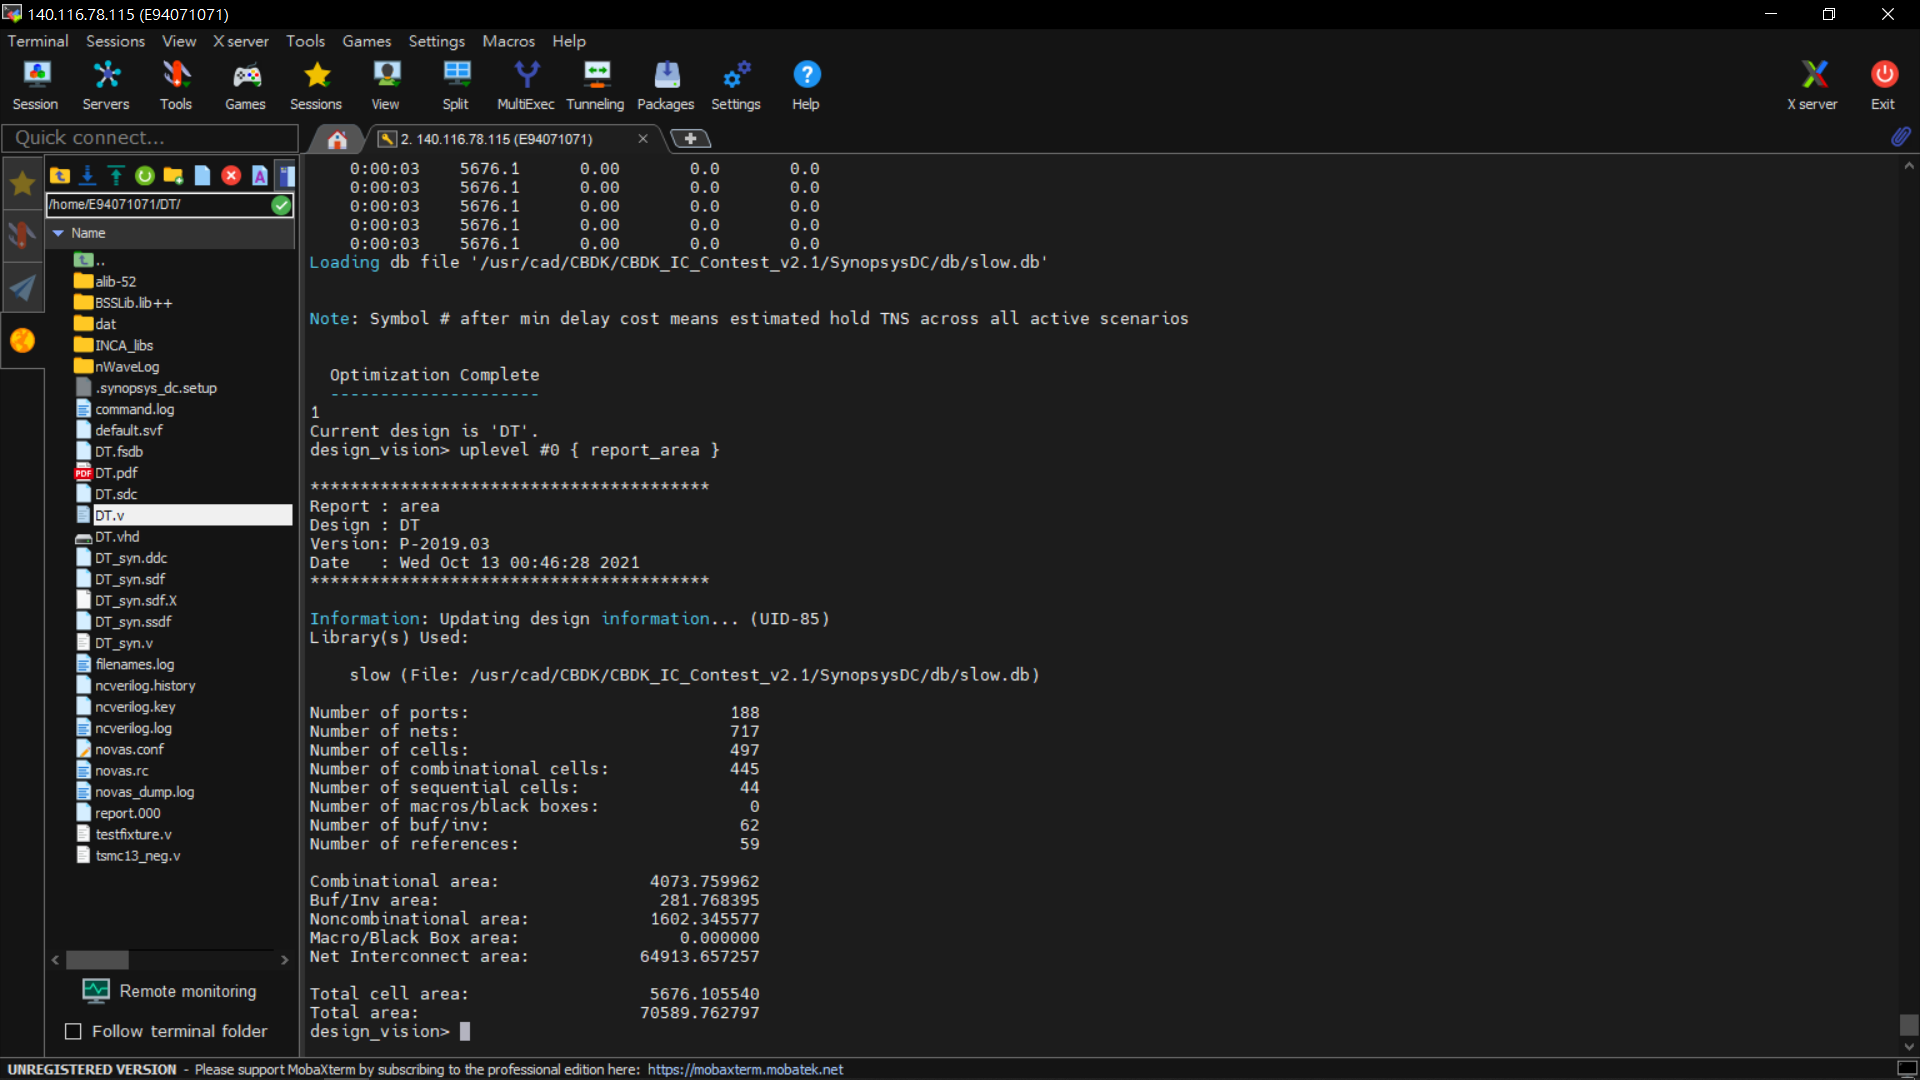 140.116.78.115 (E94071071)
Terminal Sessions View X server Tools Games Settings Macros Help
Session Servers Tools Games Sessions View Split MultiExec Tunneling Packages Settings Help X server Exit
Quick connect...
2. 140.116.78.115 (E94071071)
/home/E94071071/DT/
Name
..
alib-52
BSSLib.lib++
dat
INCA_libs
nWaveLog
.synopsys_dc.setup
command.log
default.svf
DT.fsdb
PDF DT.pdf
DT.sdc
DT.v
DT.vhd
DT_syn.ddc
DT_syn.sdf
DT_syn.sdf.X
DT_syn.ssdf
DT_syn.v
filenames.log
ncverilog.history
ncverilog.key
ncverilog.log
novas.conf
novas.rc
novas_dump.log
report.000
testfixture.v
tsmc13_neg.v
Remote monitoring
Follow terminal folder
0:00:03 5676.1 0.00 0.0 0.0
0:00:03 5676.1 0.00 0.0 0.0
0:00:03 5676.1 0.00 0.0 0.0
0:00:03 5676.1 0.00 0.0 0.0
0:00:03 5676.1 0.00 0.0 0.0
Loading db file '/usr/cad/CBDK/CBDK_IC_Contest_v2.1/SynopsysDC/db/slow.db'
Note: Symbol # after min delay cost means estimated hold TNS across all active scenarios
Optimization Complete
---------------------
1
Current design is 'DT'.
design_vision> uplevel #0 { report_area }
****************************************
Report : area
Design : DT
Version: P-2019.03
Date : Wed Oct 13 00:46:28 2021
****************************************
Information: Updating design information... (UID-85)
Library(s) Used:
slow (File: /usr/cad/CBDK/CBDK_IC_Contest_v2.1/SynopsysDC/db/slow.db)
Number of ports: 188
Number of nets: 717
Number of cells: 497
Number of combinational cells: 445
Number of sequential cells: 44
Number of macros/black boxes: 0
Number of buf/inv: 62
Number of references: 59
Combinational area: 4073.759962
Buf/Inv area: 281.768395
Noncombinational area: 1602.345577
Macro/Black Box area: 0.000000
Net Interconnect area: 64913.657257
Total cell area: 5676.105540
Total area: 70589.762797
design_vision>
UNREGISTERED VERSION - Please support MobaXterm by subscribing to the professional edition here: https://mobaxterm.mobatek.net